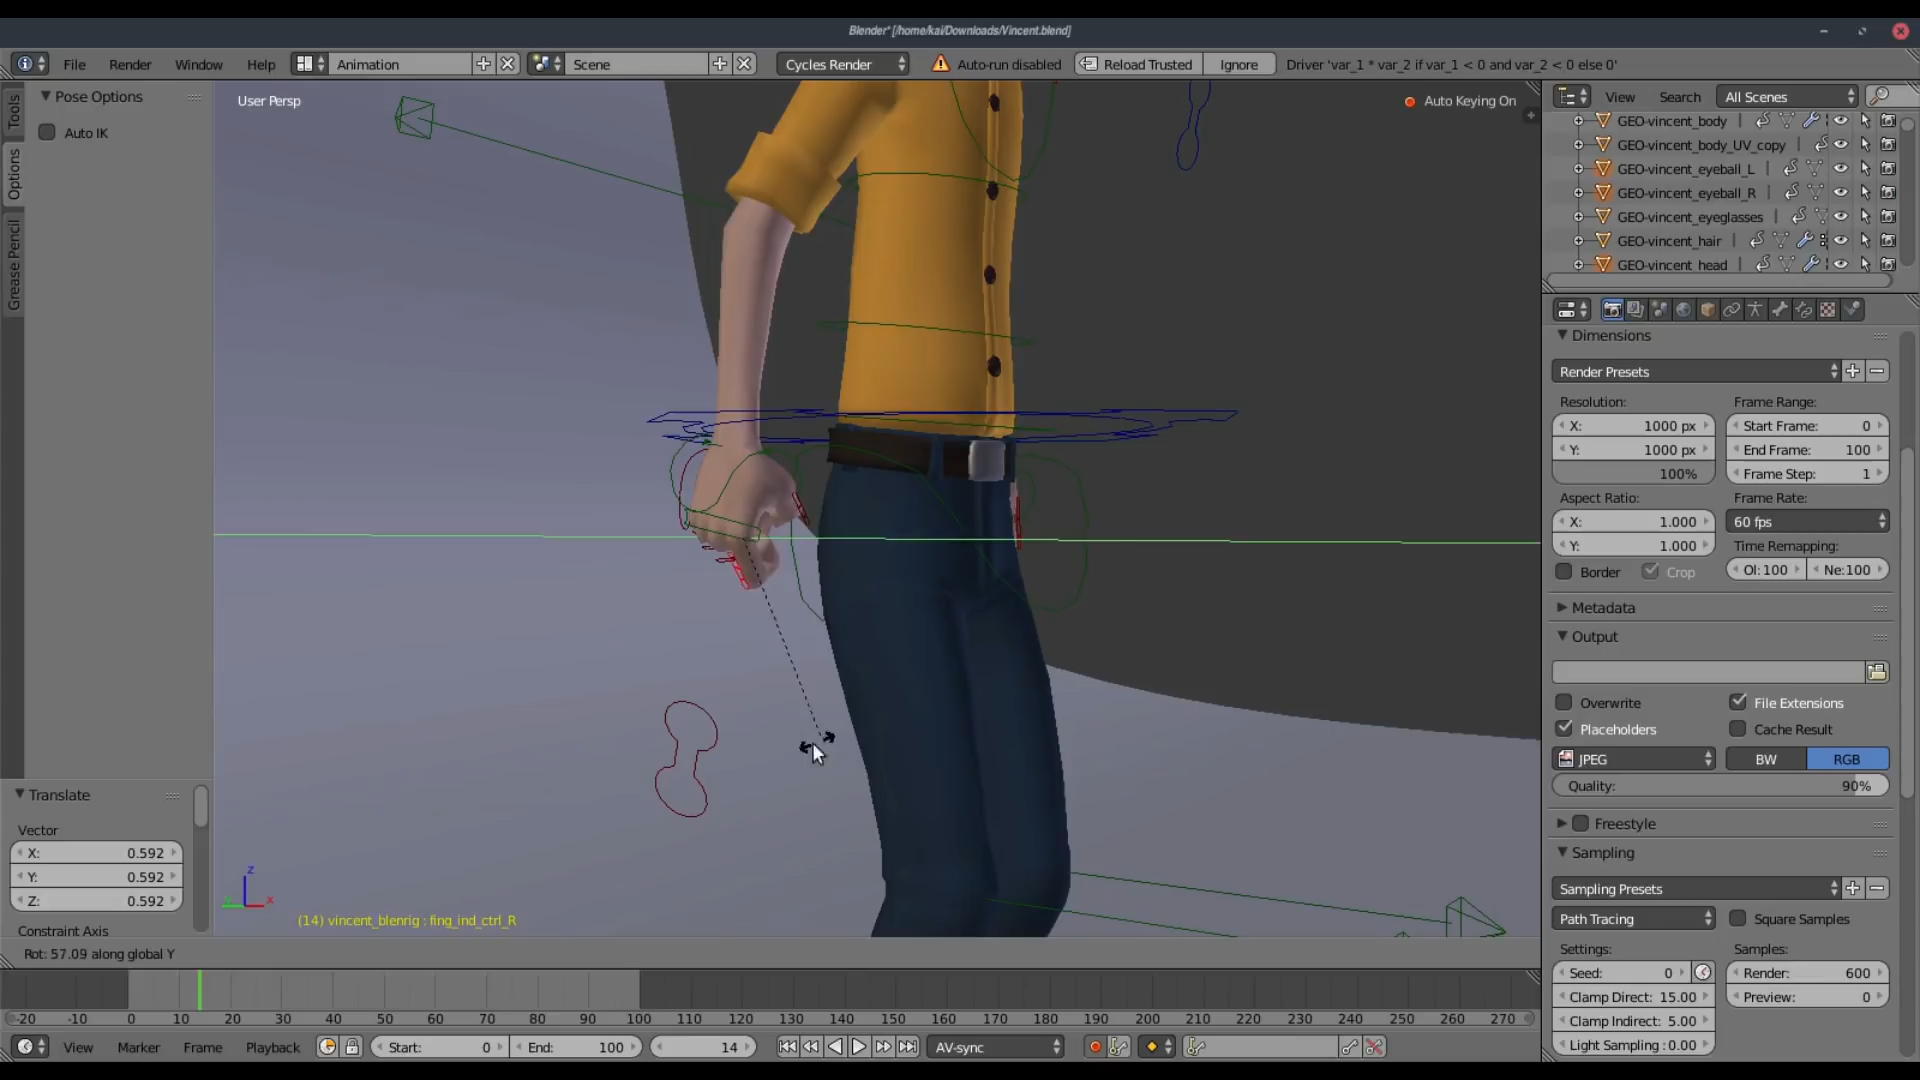 Blender* [/home/kai/Downloads/Vincent.blend]
File Render Window Help Animation Scene Cycles Render Auto-run disabled Reload Trusted Ignore Driver 'var_1 * var_2 if var_1 < 0 and var_2 < 0 else 0'
Tools
Options
Grease Pencil
Pose Options
Auto IK
Translate
Vector
X: 0.592
Y: 0.592
Z: 0.592
Constraint Axis
User Persp
Auto Keying On
z
x
(14) vincent_blenrig : fing_ind_ctrl_R
Rot: 57.09 along global Y
-20 -10 0 10 20 30 40 50 60 70 80 90 100 110 120 130 140 150 160 170 180 190 200 210 220 230 240 250 260 270
View Marker Frame Playback Start: 0 End: 100 14 AV-sync
View Search All Scenes
GEO-vincent_body
GEO-vincent_body_UV_copy
GEO-vincent_eyeball_L
GEO-vincent_eyeball_R
GEO-vincent_eyeglasses
GEO-vincent_hair
GEO-vincent_head
Dimensions
Render Presets
Resolution: Frame Range:
X: 1000 px Start Frame: 0
Y: 1000 px End Frame: 100
100% Frame Step: 1
Aspect Ratio: Frame Rate:
X: 1.000 60 fps
Y: 1.000 Time Remapping:
Border Crop Ol:100 Ne:100
Metadata
Output
Overwrite File Extensions
Placeholders Cache Result
JPEG BW RGB
Quality: 90%
Freestyle
Sampling
Sampling Presets
Path Tracing Square Samples
Settings: Samples:
Seed: 0 Render: 600
Clamp Direct: 15.00 Preview: 0
Clamp Indirect: 5.00
Light Sampling: 0.00